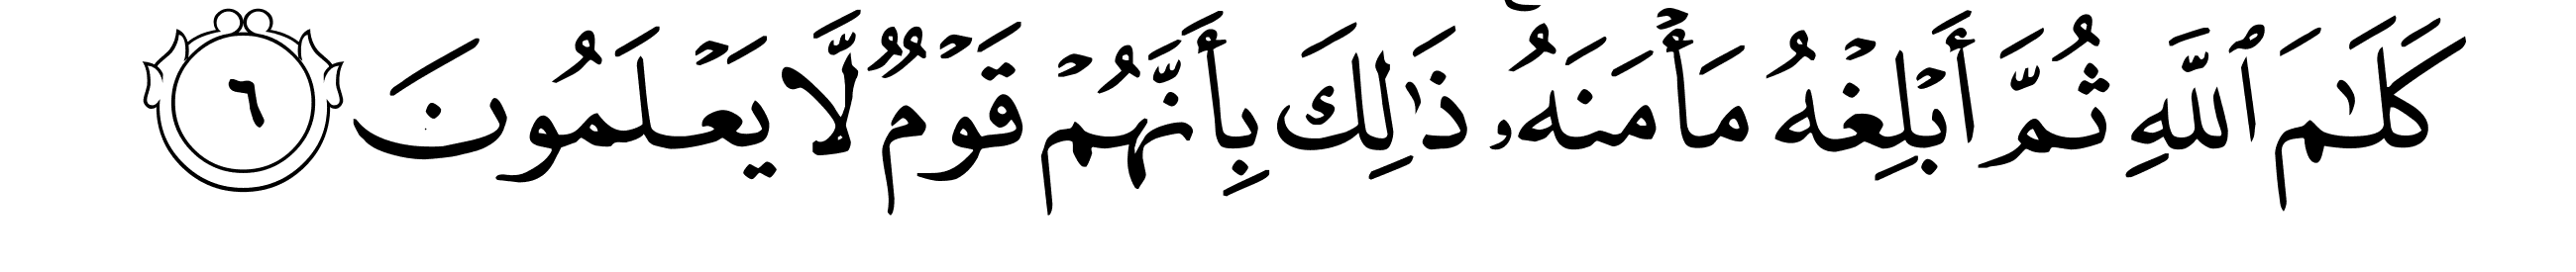 كَلَٰمَ ٱللَّهِ ثُمَّ أَبۡلِغۡهُ مَأۡمَنَهُۥۚ ذَٰلِكَ بِأَنَّهُمۡ قَوۡمٞ لَّا يَعۡلَمُونَ ٦